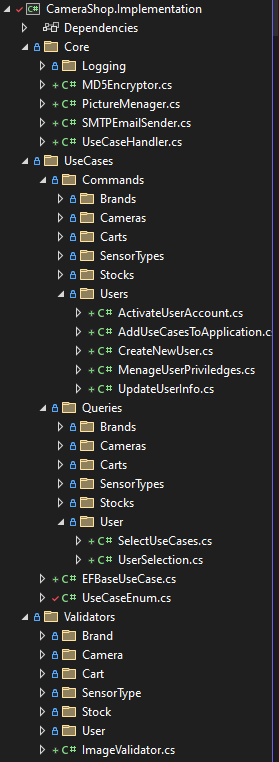 CameraShop.Implementation
Dependencies
Core
Logging
MD5Encryptor.cs
PictureMenager.cs
SMTPEmailSender.cs
UseCaseHandler.cs
UseCases
Commands
Brands
Cameras
Carts
SensorTypes
Stocks
Users
ActivateUserAccount.cs
AddUseCasesToApplication.cs
CreateNewUser.cs
MenageUserPriviledges.cs
UpdateUserInfo.cs
Queries
Brands
Cameras
Carts
SensorTypes
Stocks
User
SelectUseCases.cs
UserSelection.cs
EFBaseUseCase.cs
UseCaseEnum.cs
Validators
Brand
Camera
Cart
SensorType
Stock
User
ImageValidator.cs